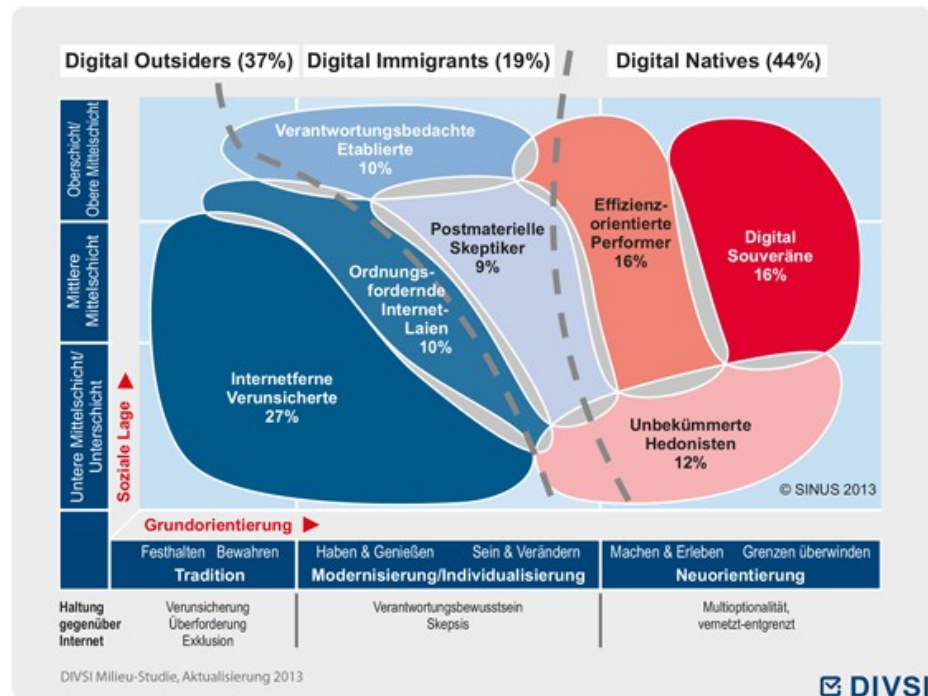 Digital Outsiders (37%)
Digital Immigrants (19%)
Digital Natives (44%)
Oberschicht/
Obere Mittelschicht
Mittlere
Mittelschicht
Untere Mittelschicht/
Unterschicht
Soziale Lage
Verantwortungsbedachte
Etablierte
10%
Postmaterielle
Skeptiker
9%
Effizienz-
orientierte
Performer
16%
Digital
Souveräne
16%
Ordnungs-
fordernde
Internet-
Laien
10%
Internetferne
Verunsicherte
27%
Unbekümmerte
Hedonisten
12%
© SINUS 2013
Grundorientierung
Festhalten Bewahren
Tradition
Haben & Genießen Sein & Verändern
Modernisierung/Individualisierung
Machen & Erleben Grenzen überwinden
Neuorientierung
Haltung
gegenüber
Internet
Verunsicherung
Überforderung
Exklusion
Verantwortungsbewusstsein
Skepsis
Multioptionalität,
vernetzt-entgrenzt
DIVSI Milieu-Studie, Aktualisierung 2013
DIVSI